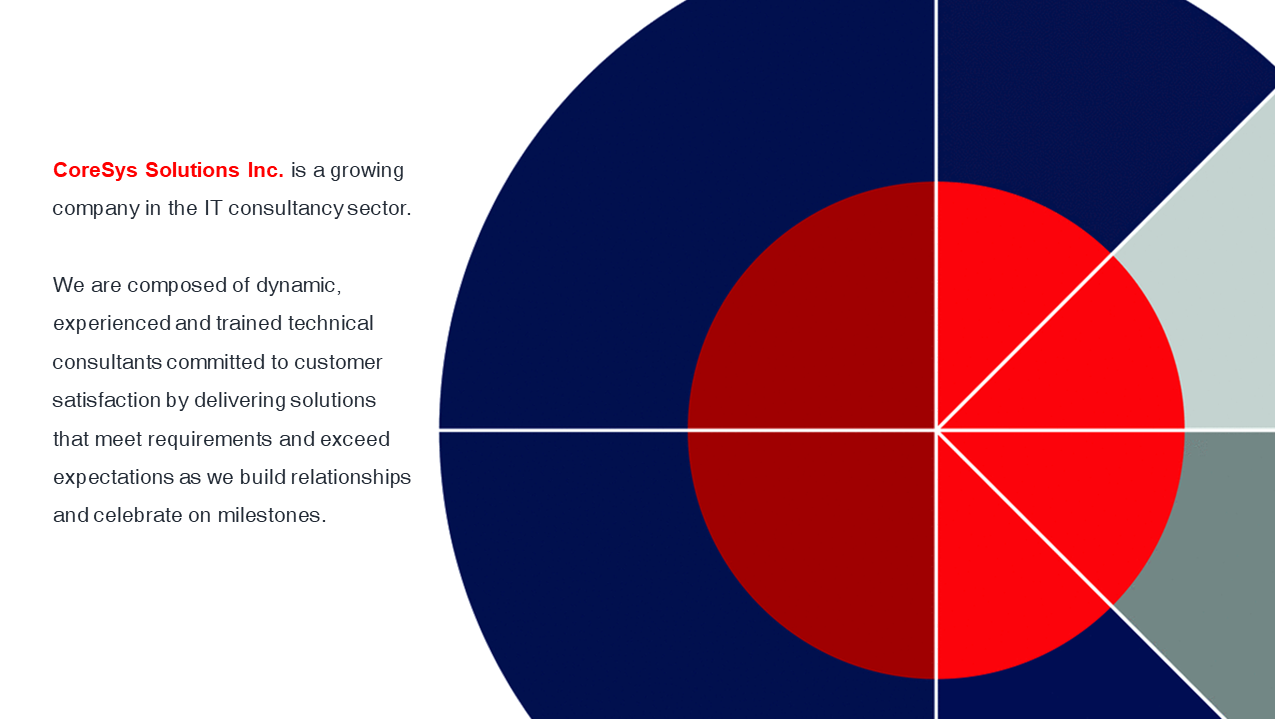 CoreSys Solutions Inc. is a growing
company in the IT consultancy sector.
We are composed of dynamic,
experienced and trained technical
consultants committed to customer
satisfaction by delivering solutions
that meet requirements and exceed
expectations as we build relationships
and celebrate on milestones.